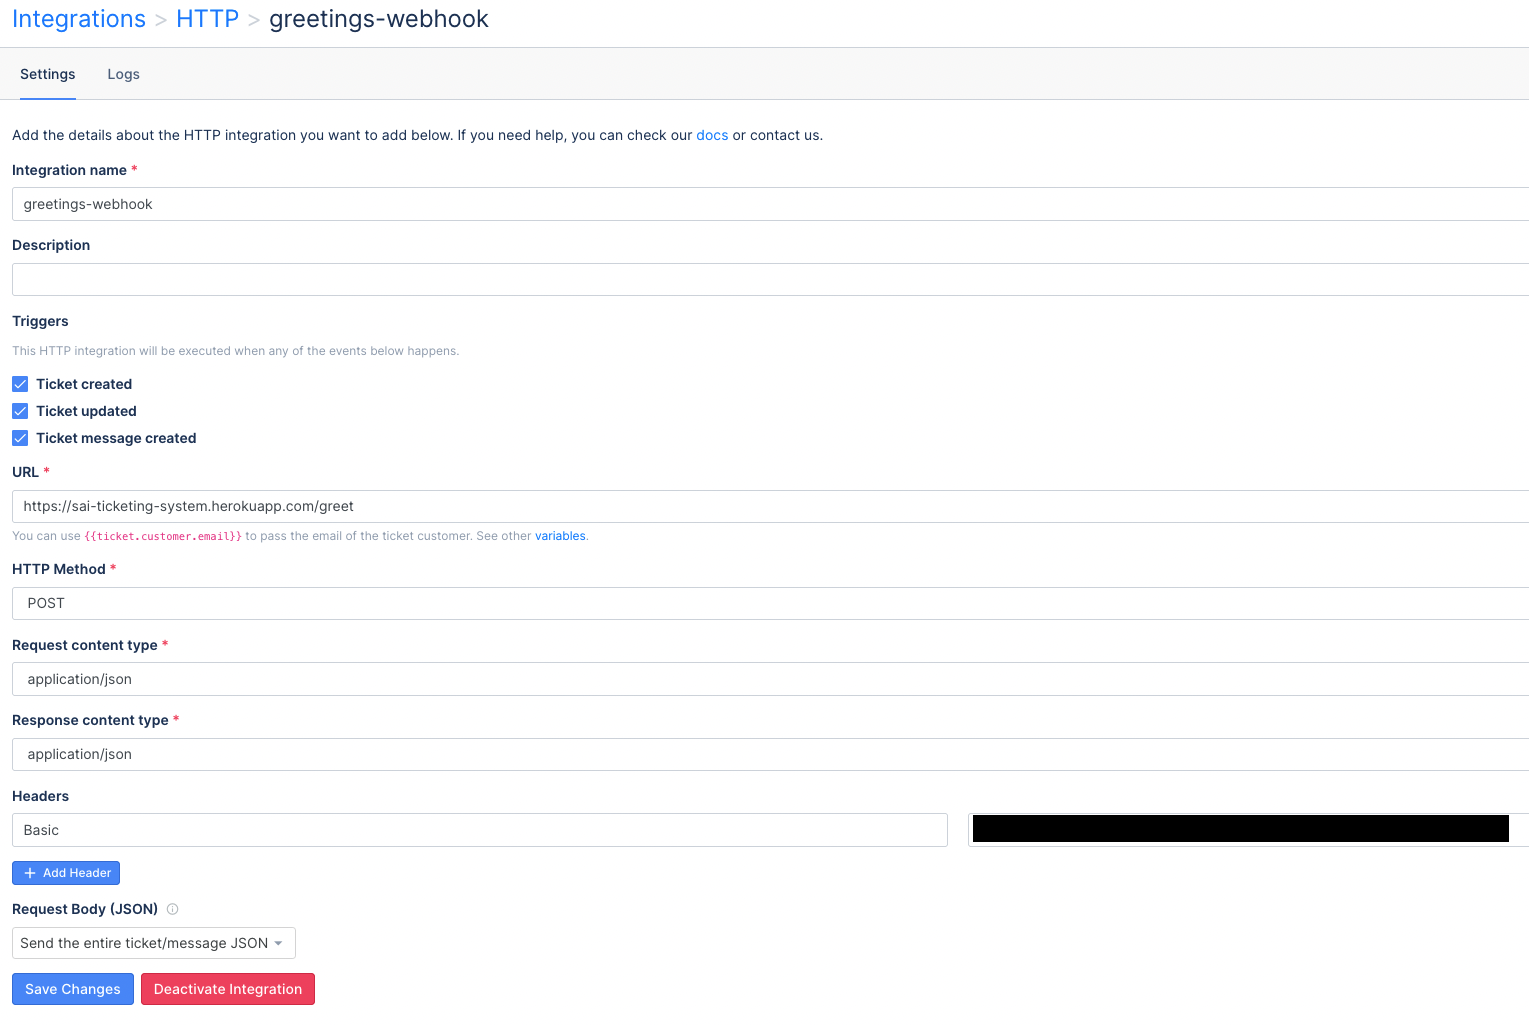 Integrations > HTTP > greetings-webhook
Settings Logs
Add the details about the HTTP integration you want to add below. If you need help, you can check our docs or contact us.
Integration name *
greetings-webhook
Description
Triggers
This HTTP integration will be executed when any of the events below happens.
Ticket created
Ticket updated
Ticket message created
URL *
https://sai-ticketing-system.herokuapp.com/greet
You can use {{ticket.customer.email}} to pass the email of the ticket customer. See other variables.
HTTP Method *
POST
Request content type *
application/json
Response content type *
application/json
Headers
Basic
+ Add Header
Request Body (JSON)
Send the entire ticket/message JSON
Save Changes Deactivate Integration